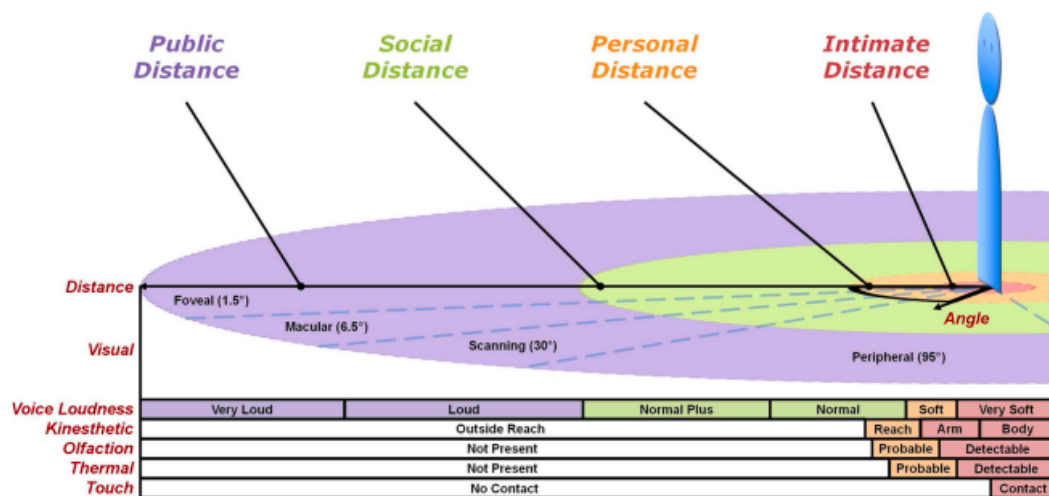 Public
Distance
Social
Distance
Personal
Distance
Intimate
Distance
Distance
Foveal (1.5°)
Macular (6.5°)
Scanning (30°)
Peripheral (95°)
Angle
Visual
Voice Loudness Very Loud Loud Normal Plus Normal Soft Very Soft
Kinesthetic Outside Reach Reach Arm Body
Olfaction Not Present Probable Detectable
Thermal Not Present Probable Detectable
Touch No Contact Contact